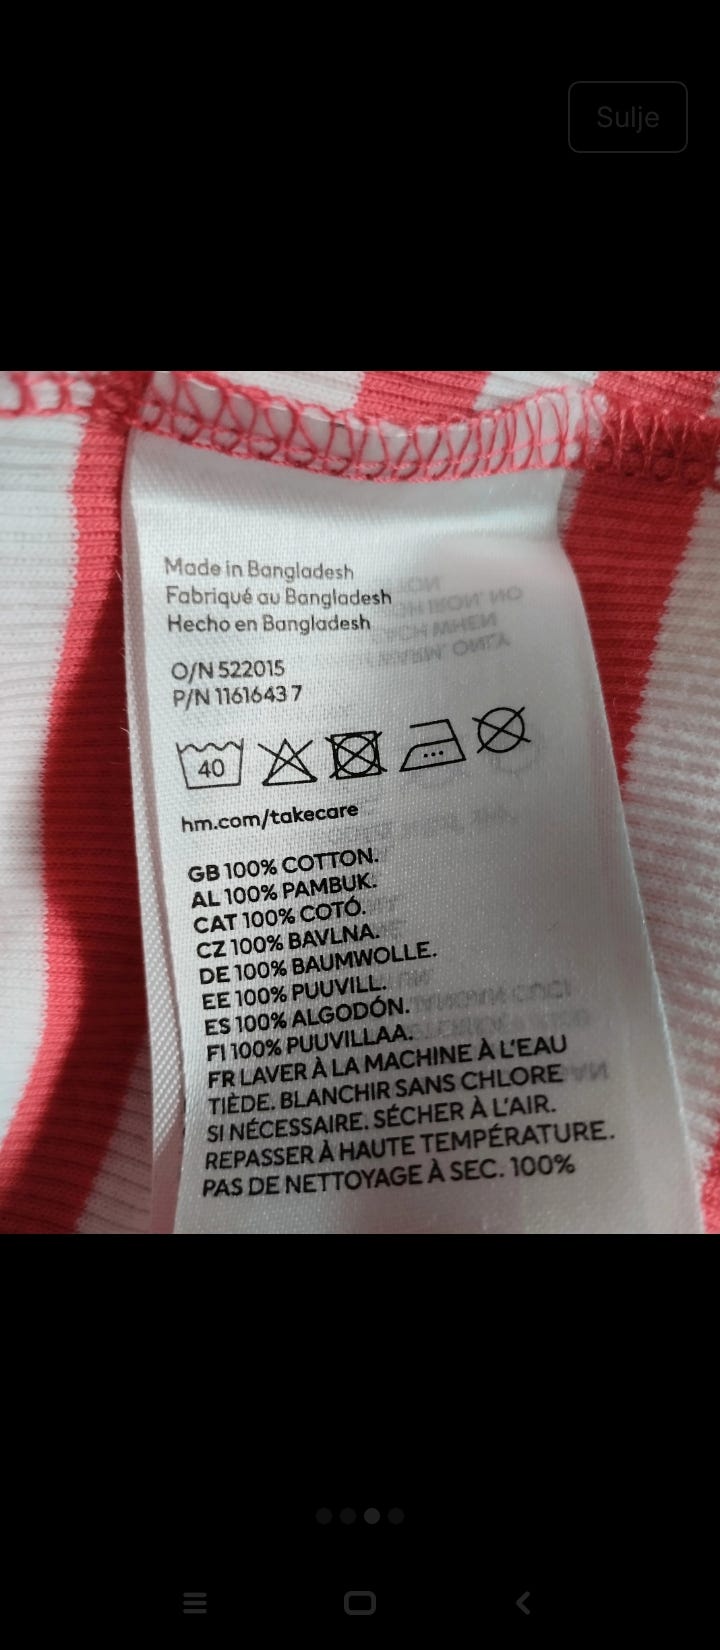 Sulje
Made in Bangladesh
Fabriqué au Bangladesh
Hecho en Bangladesh
O/N 522015
P/N 1161643 7
40
hm.com/takecare
GB 100% COTTON.
AL 100% PAMBUK.
CAT 100% COTÓ.
CZ 100% BAVLNA.
DE 100% BAUMWOLLE.
EE 100% PUUVILL.
ES 100% ALGODÓN.
FI 100% PUUVILLAA.
FR LAVER À LA MACHINE À L'EAU
TIÈDE. BLANCHIR SANS CHLORE
SI NÉCESSAIRE. SÉCHER À L'AIR.
REPASSER À HAUTE TEMPÉRATURE.
PAS DE NETTOYAGE À SEC. 100%